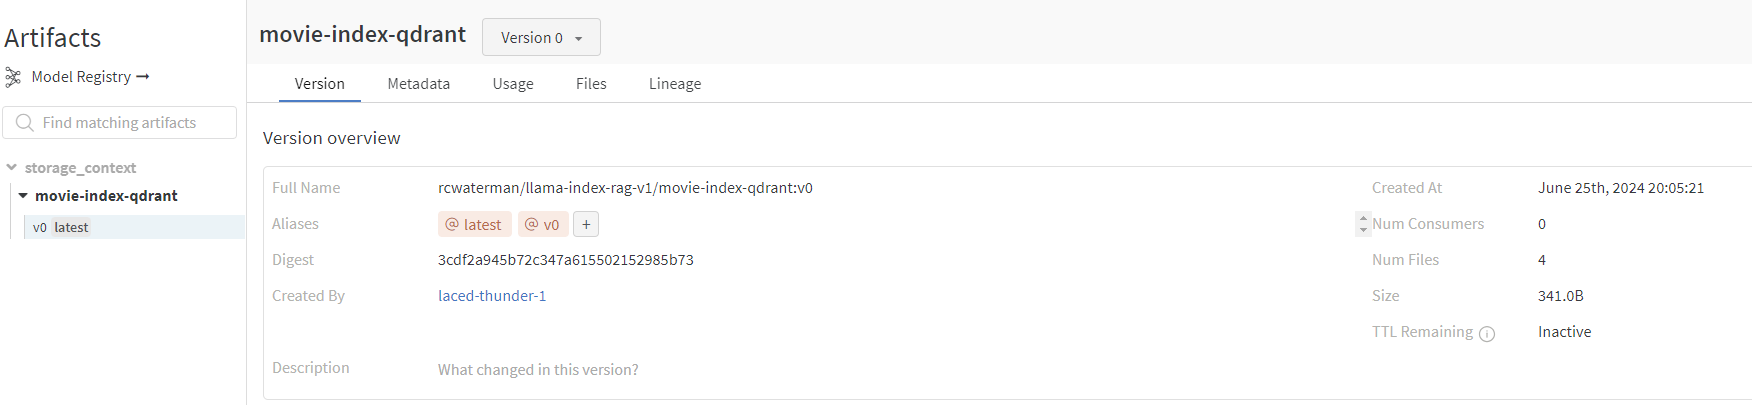 Artifacts
Model Registry →
Find matching artifacts
storage_context
movie-index-qdrant
v0 latest
movie-index-qdrant
Version 0
Version Metadata Usage Files Lineage
Version overview
Full Name rcwaterman/llama-index-rag-v1/movie-index-qdrant:v0
Aliases @ latest @ v0 +
Digest 3cdf2a945b72c347a615502152985b73
Created By laced-thunder-1
Description What changed in this version?
Created At June 25th, 2024 20:05:21
Num Consumers 0
Num Files 4
Size 341.0B
TTL Remaining Inactive